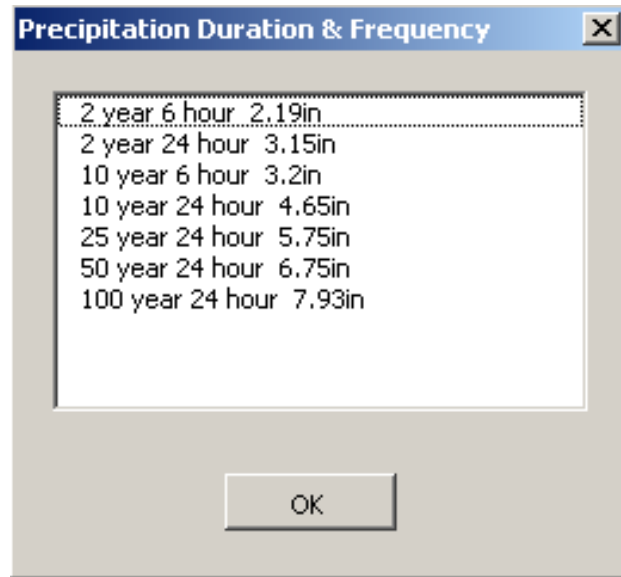 Precipitation Duration & Frequency
2 year 6 hour 2.19in
2 year 24 hour 3.15in
10 year 6 hour 3.2in
10 year 24 hour 4.65in
25 year 24 hour 5.75in
50 year 24 hour 6.75in
100 year 24 hour 7.93in
OK